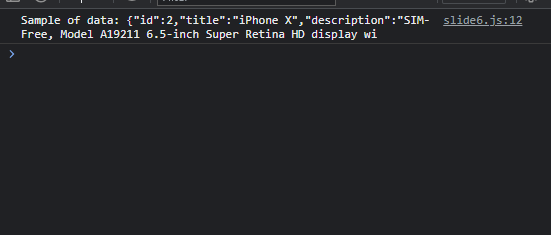 Sample of data: {"id":2,"title":"iPhone X","description":"SIM- slide6.js:12
Free, Model A19211 6.5-inch Super Retina HD display wi